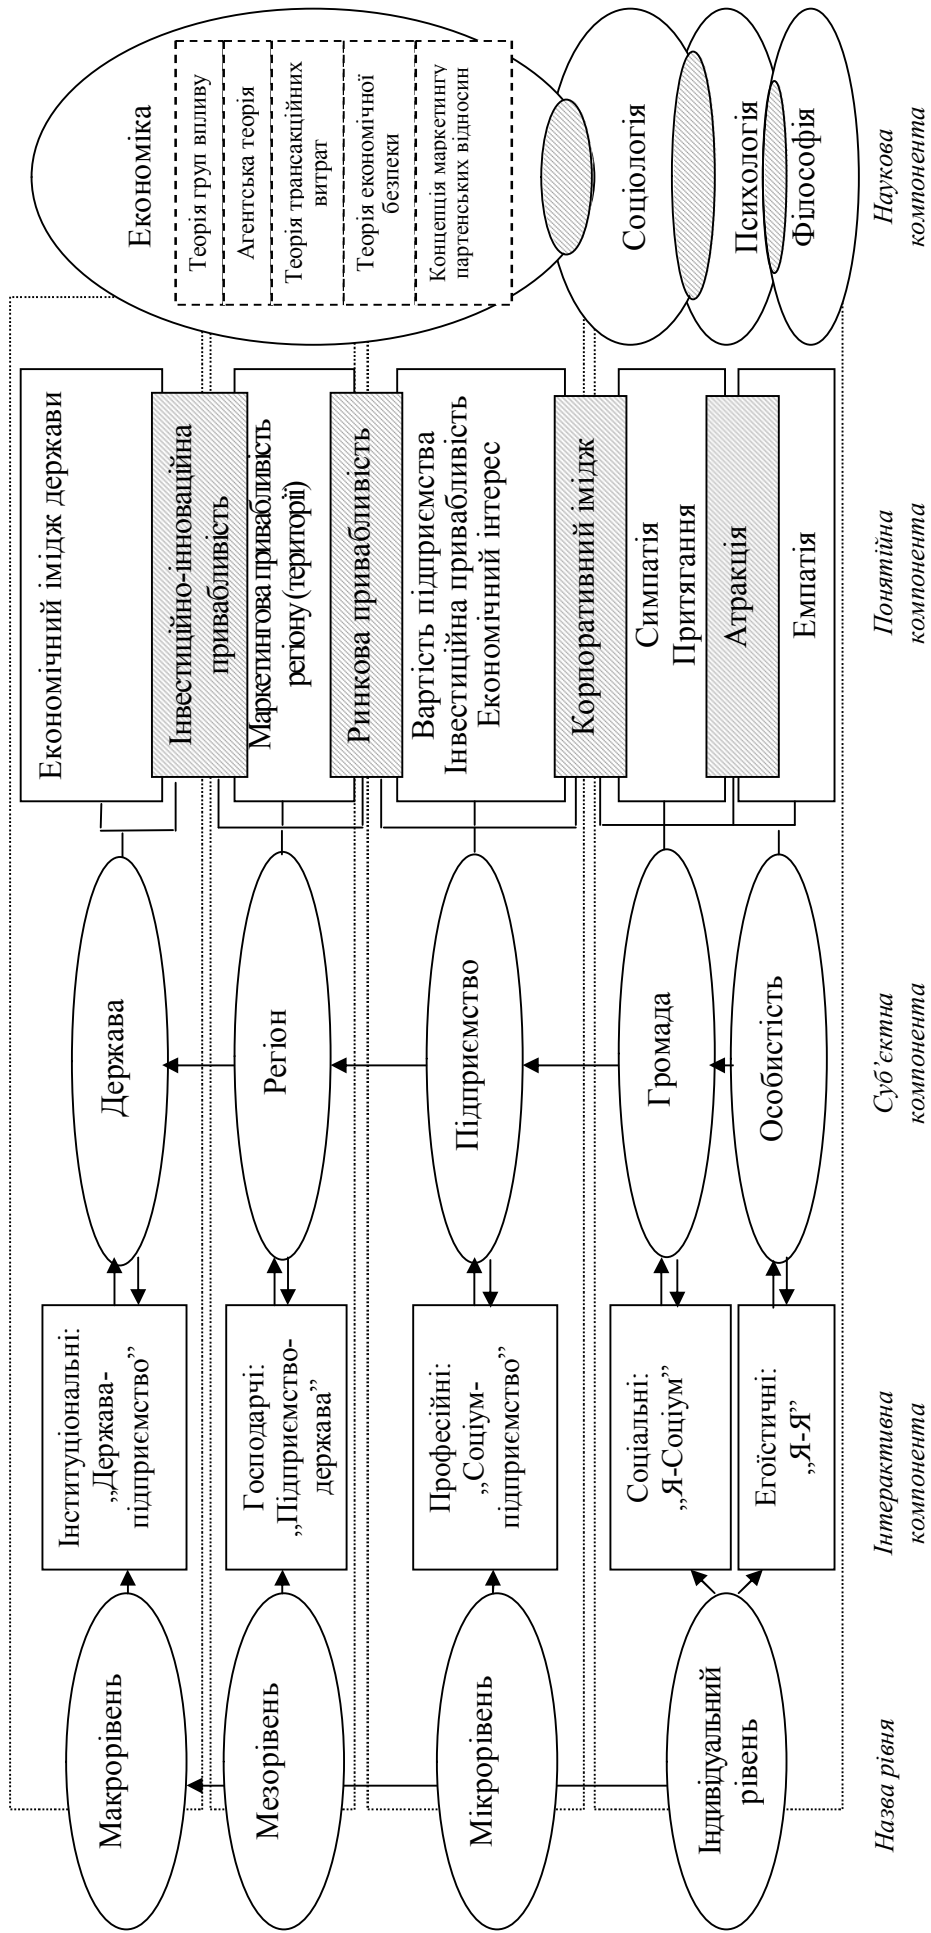 Макрорівень
Інституціональні:
„Держава-
підприємство”
Держава
Економічний імідж держави
Інвестиційно-інноваційна
привабливість
Мезорівень
Господарчі:
„Підприємство-
держава”
Регіон
Маркетингова привабливість
регіону (території)
Ринкова привабливість
Мікрорівень
Професійні:
„Соціум-
підприємство”
Підприємство
Вартість підприємства
Інвестиційна привабливість
Економічний інтерес
Корпоративний імідж
Індивідуальний
рівень
Соціальні:
„Я-Соціум”
Громада
Симпатія
Притягання
Атракція
Егоїстичні:
„Я-Я”
Особистість
Емпатія
Економіка
Теорія груп впливу
Агентська теорія
Теорія трансакційних
витрат
Теорія економічної
безпеки
Концепція маркетингу
партенських відносин
Соціологія
Психологія
Філософія
Назва рівня
Інтерактивна
компонента
Суб’єктна
компонента
Понятійна
компонента
Наукова
компонента